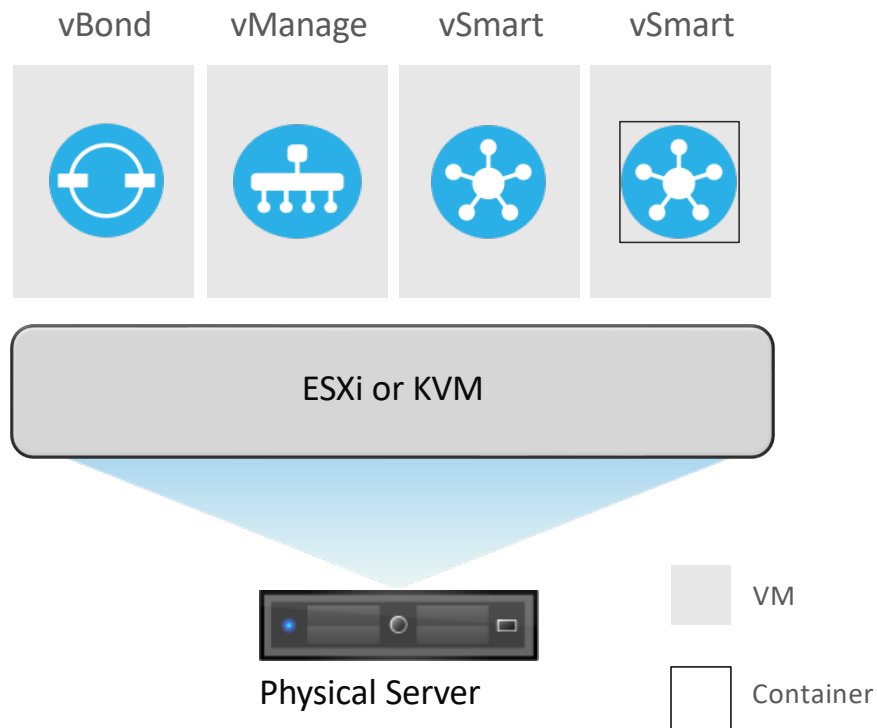 vBond vManage vSmart vSmart
ESXi or KVM
VM
Physical Server
Container